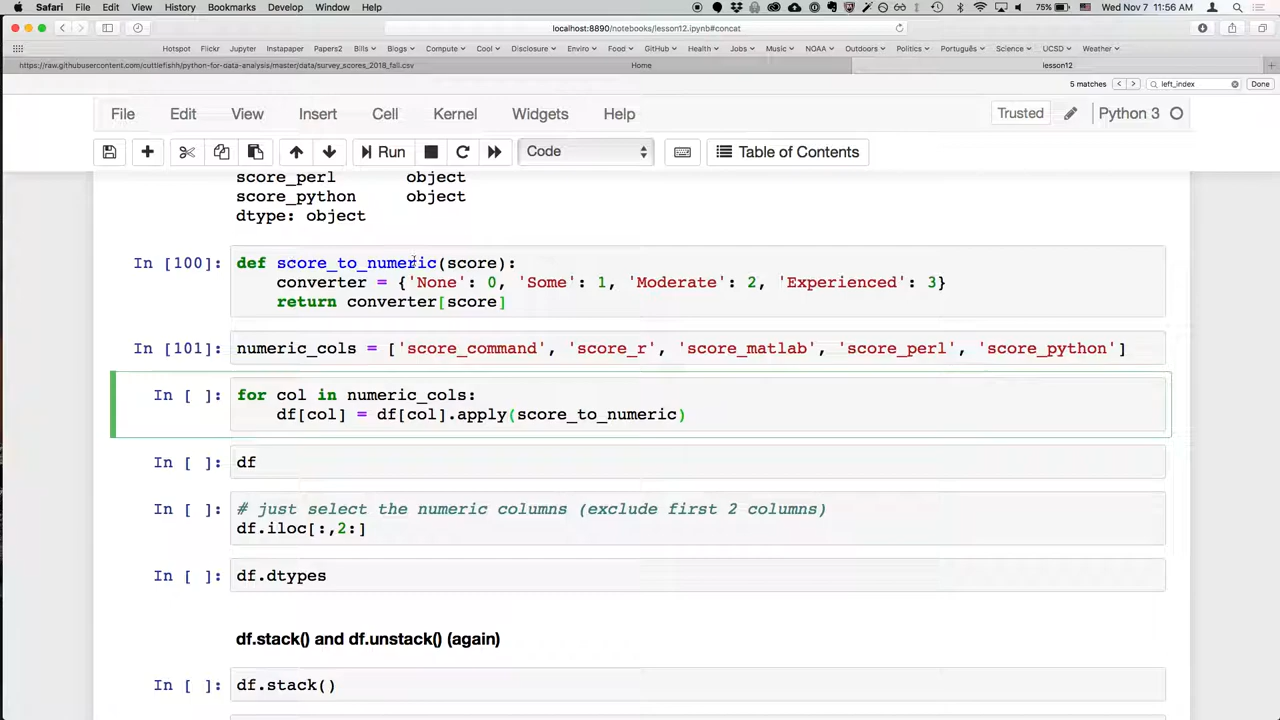 Safari File Edit View History Bookmarks Develop Window Help 75% Wed Nov 7 11:56 AM
localhost:8890/notebooks/lesson12.ipynb#concat
Hotspot Flickr Jupyter Instapaper Papers2 Bills Blogs Compute Cool Disclosure Enviro Food GitHub Health Jobs Music NOAA Outdoors Politics Português Science UCSD Weather
https://raw.githubusercontent.com/cuttlefishh/python-for-data-analysis/master/data/survey_scores_2018_fall.csv Home lesson12
5 matches left_index Done
File Edit View Insert Cell Kernel Widgets Help Trusted Python 3
Run Code Table of Contents
score_perl object
score_python object
dtype: object
In [100]: def score_to_numeric(score):
converter = {'None': 0, 'Some': 1, 'Moderate': 2, 'Experienced': 3}
return converter[score]
In [101]: numeric_cols = ['score_command', 'score_r', 'score_matlab', 'score_perl', 'score_python']
In [ ]: for col in numeric_cols:
df[col] = df[col].apply(score_to_numeric)
In [ ]: df
In [ ]: # just select the numeric columns (exclude first 2 columns)
df.iloc[:,2:]
In [ ]: df.dtypes
df.stack() and df.unstack() (again)
In [ ]: df.stack()